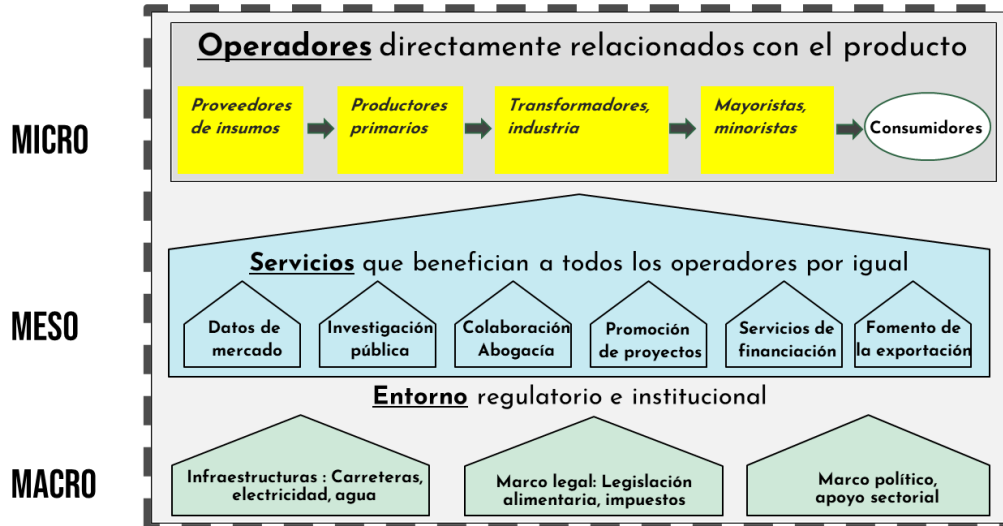 Operadores directamente relacionados con el producto
MICRO
Proveedores
de insumos
Productores
primarios
Transformadores,
industria
Mayoristas,
minoristas
Consumidores
Servicios que benefician a todos los operadores por igual
MESO
Datos de
mercado
Investigación
pública
Colaboración
Abogacía
Promoción
de proyectos
Servicios de
financiación
Fomento de
la exportación
Entorno regulatorio e institucional
MACRO
Infraestructuras : Carreteras,
electricidad, agua
Marco legal: Legislación
alimentaria, impuestos
Marco político,
apoyo sectorial